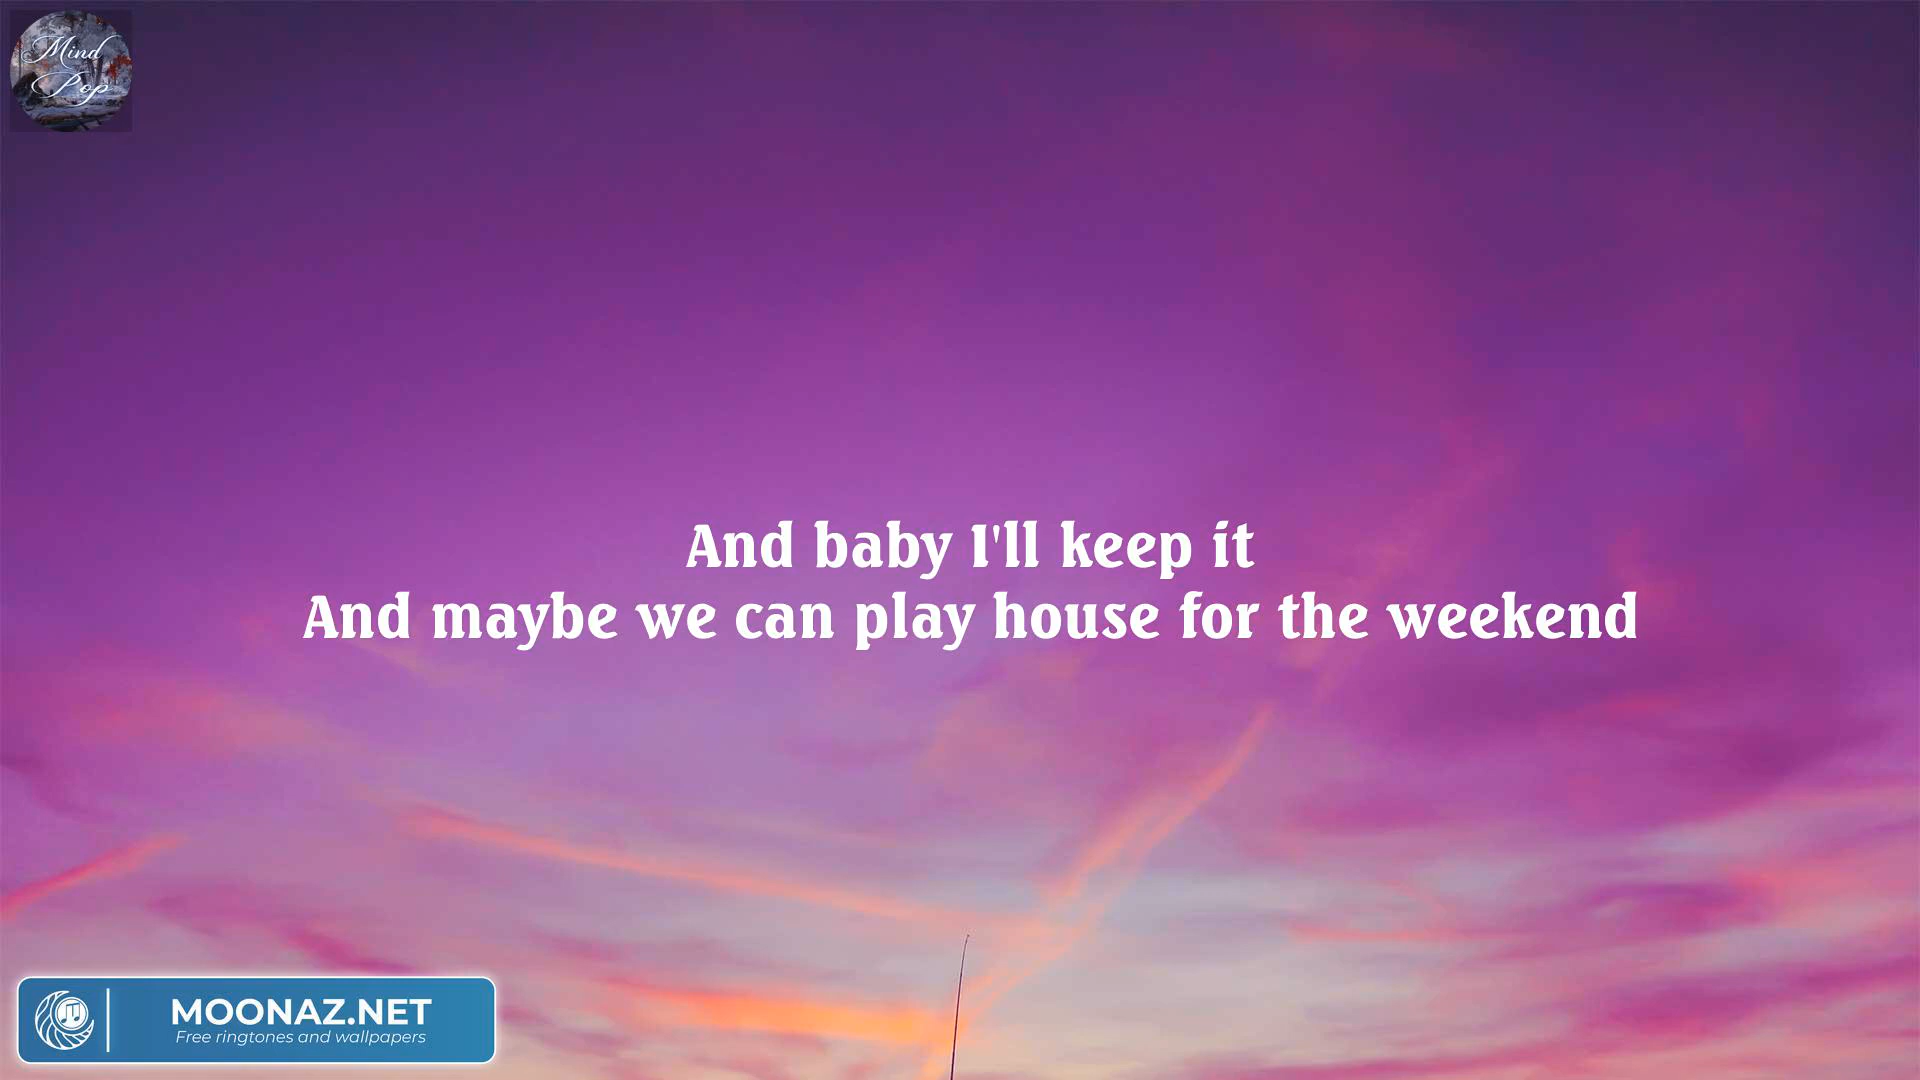 Mind
Pop
And baby I'll keep it
And maybe we can play house for the weekend
MOONAZ.NET
Free ringtones and wallpapers